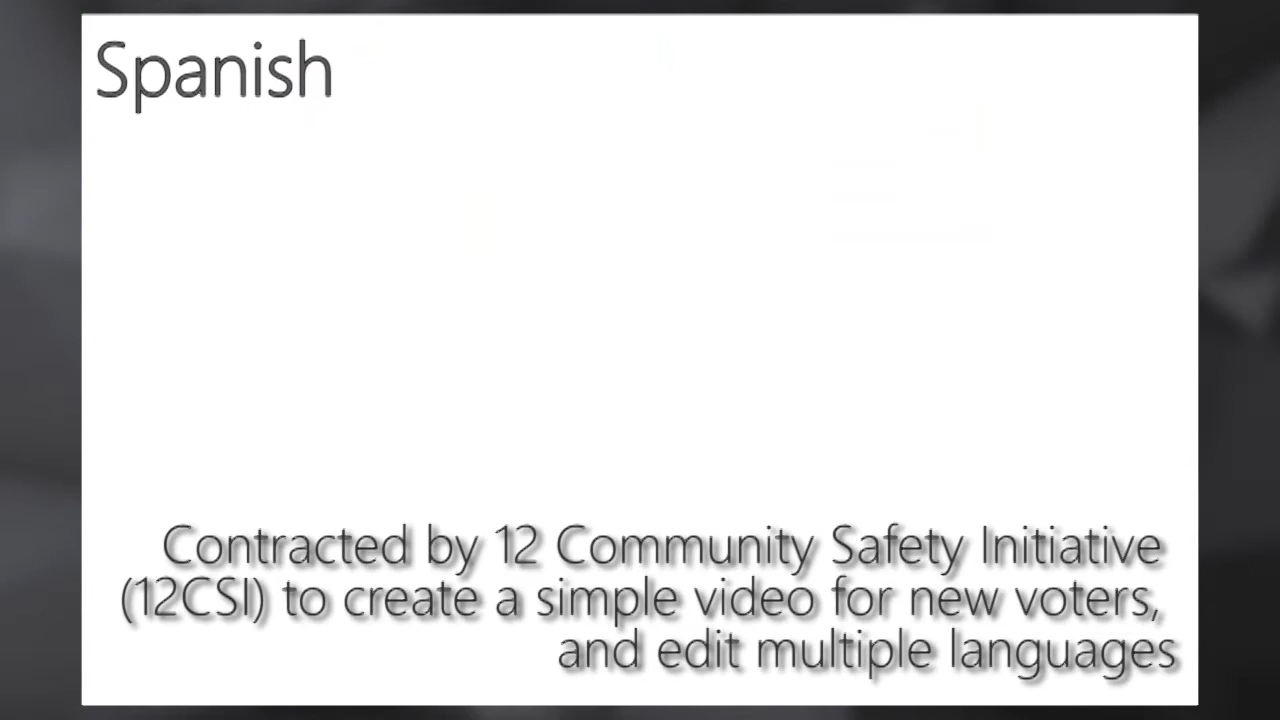 Spanish
Contracted by 12 Community Safety Initiative
(12CSI) to create a simple video for new voters,
and edit multiple languages